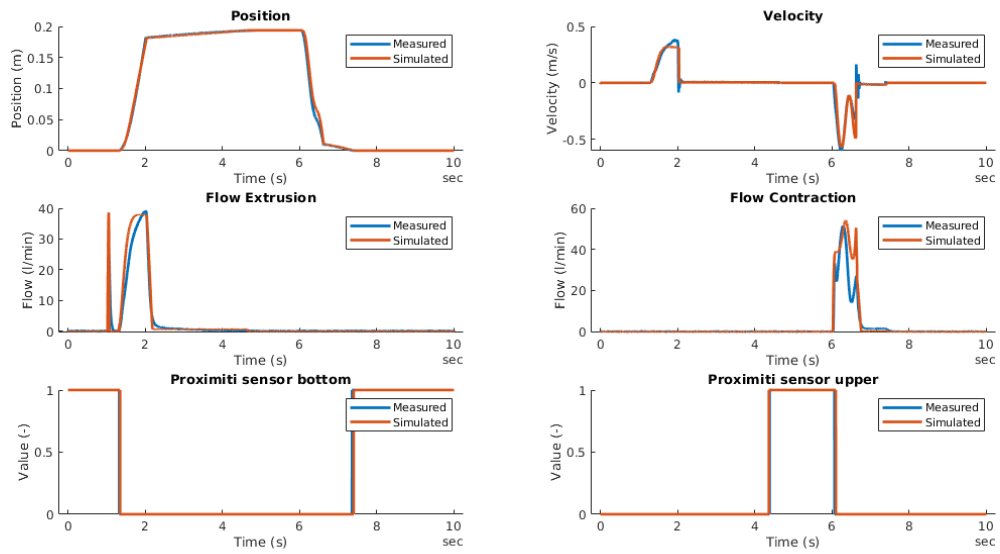 Position
Position (m)
0.2
0.15
0.1
0.05
0
Measured
Simulated
0 2 4 6 8 10
Time (s)
sec
Velocity
Velocity (m/s)
0.5
0
-0.5
Measured
Simulated
0 2 4 6 8 10
Time (s)
sec
Flow Extrusion
Flow (l/min)
40
30
20
10
0
Measured
Simulated
0 2 4 6 8 10
Time (s)
sec
Flow Contraction
Flow (l/min)
60
40
20
0
Measured
Simulated
0 2 4 6 8 10
Time (s)
sec
Proximiti sensor bottom
Value (-)
1
0.5
0
Measured
Simulated
0 2 4 6 8 10
Time (s)
sec
Proximiti sensor upper
Value (-)
1
0.5
0
Measured
Simulated
0 2 4 6 8 10
Time (s)
sec